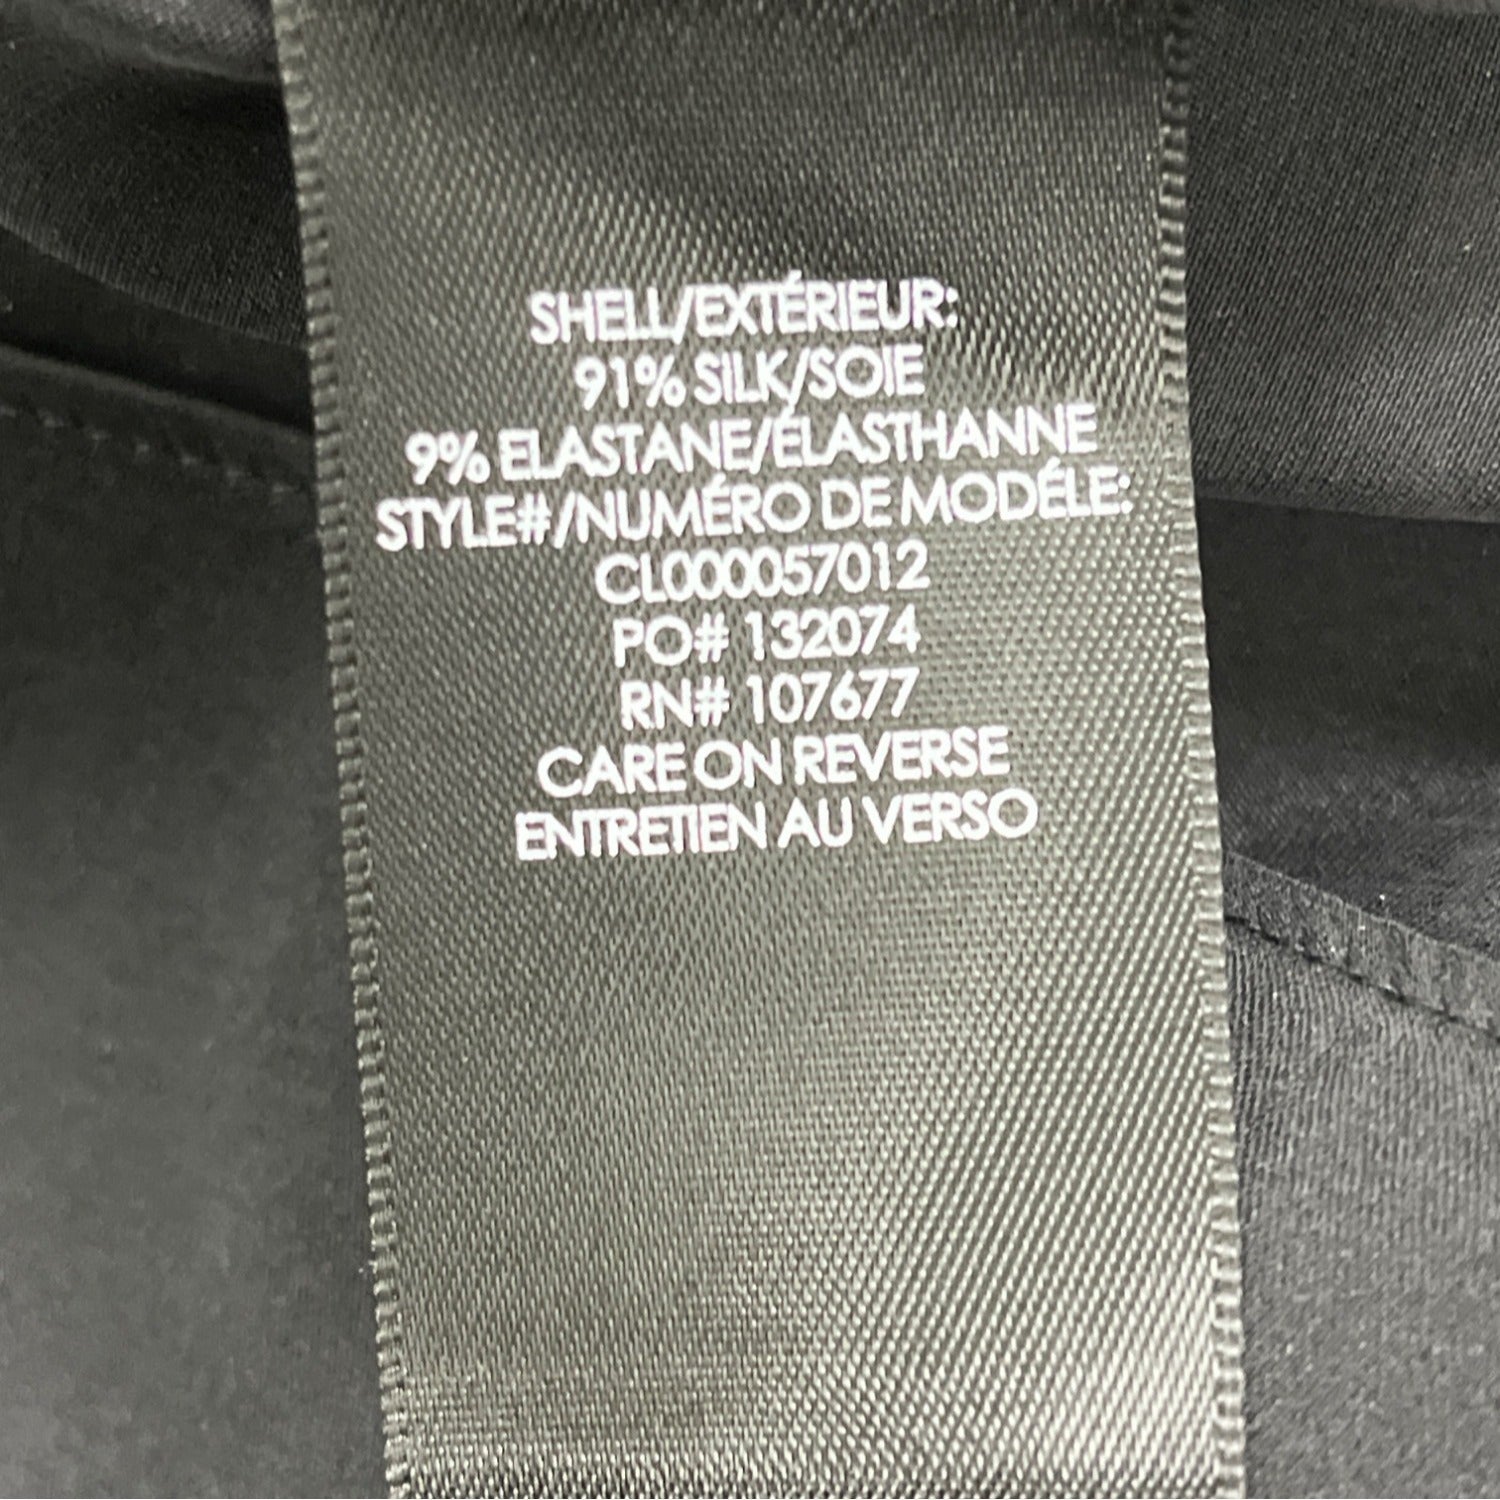 SHELL/EXTÉRIEUR:
91% SILK/SOIE
9% ELASTANE/ÉLASTHANNE
STYLE#/NUMÉRO DE MODÉLE:
CL000057012
PO# 132074
RN# 107677
CARE ON REVERSE
ENTRETIEN AU VERSO